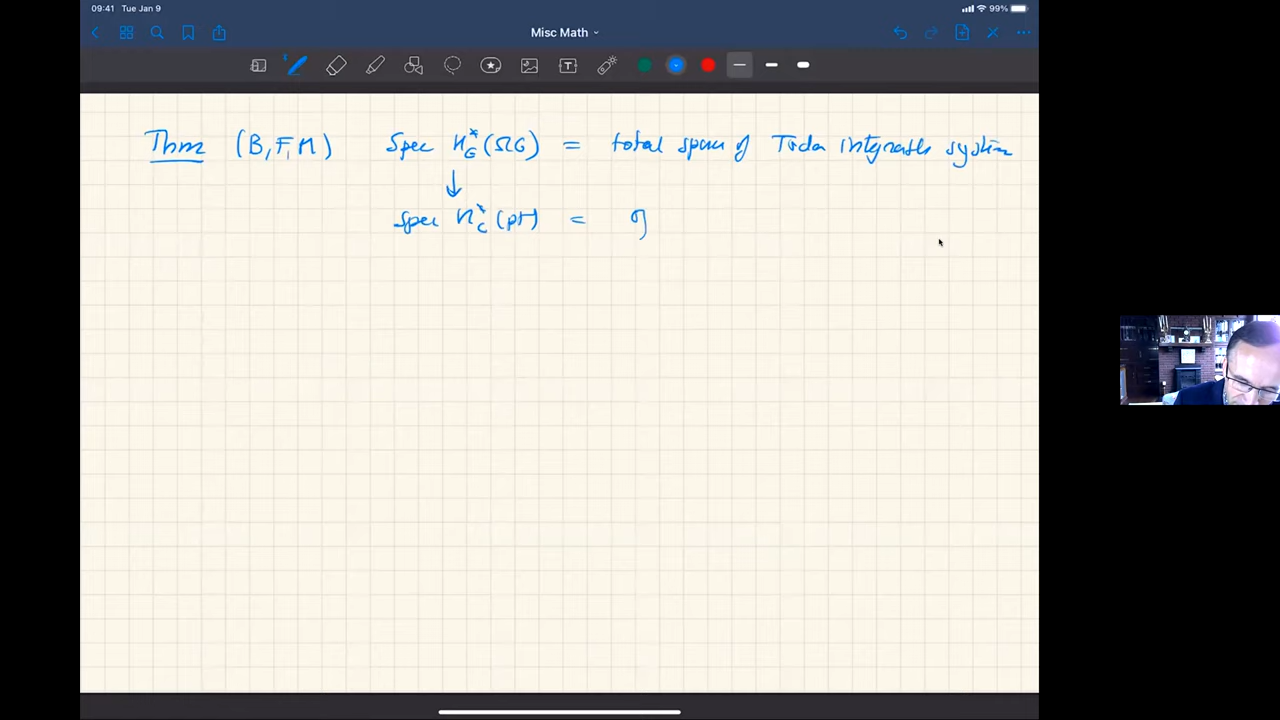 09:41 Tue Jan 9
99%
Misc Math
Thm (B, F, M) Spec H^*_G(ΩG) = total space of Toda integrable system
↓
Spec H^*_G(pt) = g